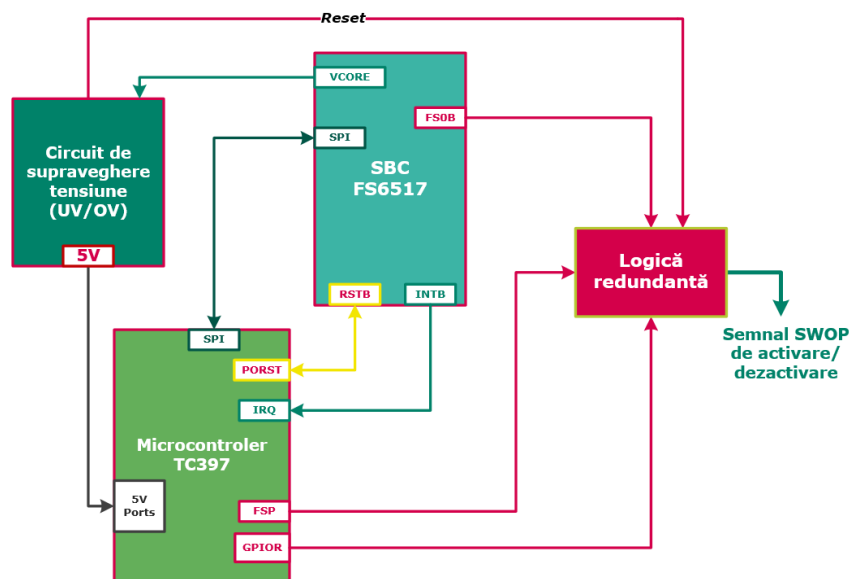 Reset
VCORE
FS0B
SPI
Circuit de
supraveghere
tensiune
(UV/OV)
5V
SBC
FS6517
RSTB
INTB
Logică
redundantă
Semnal SWOP
de activare/
dezactivare
SPI
PORST
IRQ
Microcontroler
TC397
5V
Ports
FSP
GPIOR